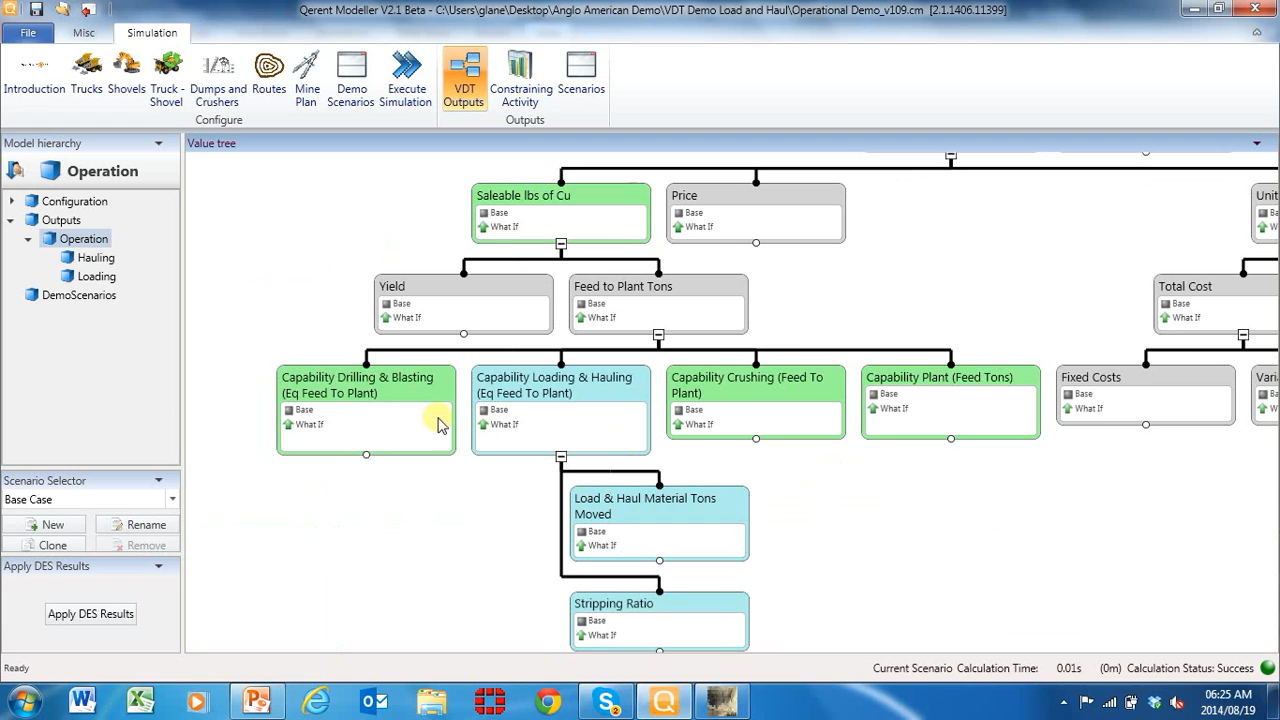 Qerent Modeller V2.1 Beta - C:\Users\glane\Desktop\Anglo American Demo\VDT Demo Load and Haul\Operational Demo_v109.cm [2.1.1406.11399]
File
Misc
Simulation
Introduction
Trucks
Shovels
Truck - Shovel
Dumps and Crushers
Routes
Mine Plan
Demo Scenarios
Execute Simulation
VDT Outputs
Constraining Activity
Scenarios
Configure
Outputs
Model hierarchy
Operation
Configuration
Outputs
Operation
Hauling
Loading
DemoScenarios
Scenario Selector
Base Case
New
Rename
Clone
Remove
Apply DES Results
Apply DES Results
Value tree
Saleable lbs of Cu
Base
What If
Price
Base
What If
Unit
Ba
Wh
Yield
Base
What If
Feed to Plant Tons
Base
What If
Total Cost
Base
What If
Capability Drilling & Blasting
(Eq Feed To Plant)
Base
What If
Capability Loading & Hauling
(Eq Feed To Plant)
Base
What If
Capability Crushing (Feed To
Plant)
Base
What If
Capability Plant (Feed Tons)
Base
What If
Fixed Costs
Base
What If
Varia
Ba
Wh
Load & Haul Material Tons
Moved
Base
What If
Stripping Ratio
Base
What If
Ready
Current Scenario Calculation Time: 0.01s (0m) Calculation Status: Success
06:25 AM
2014/08/19